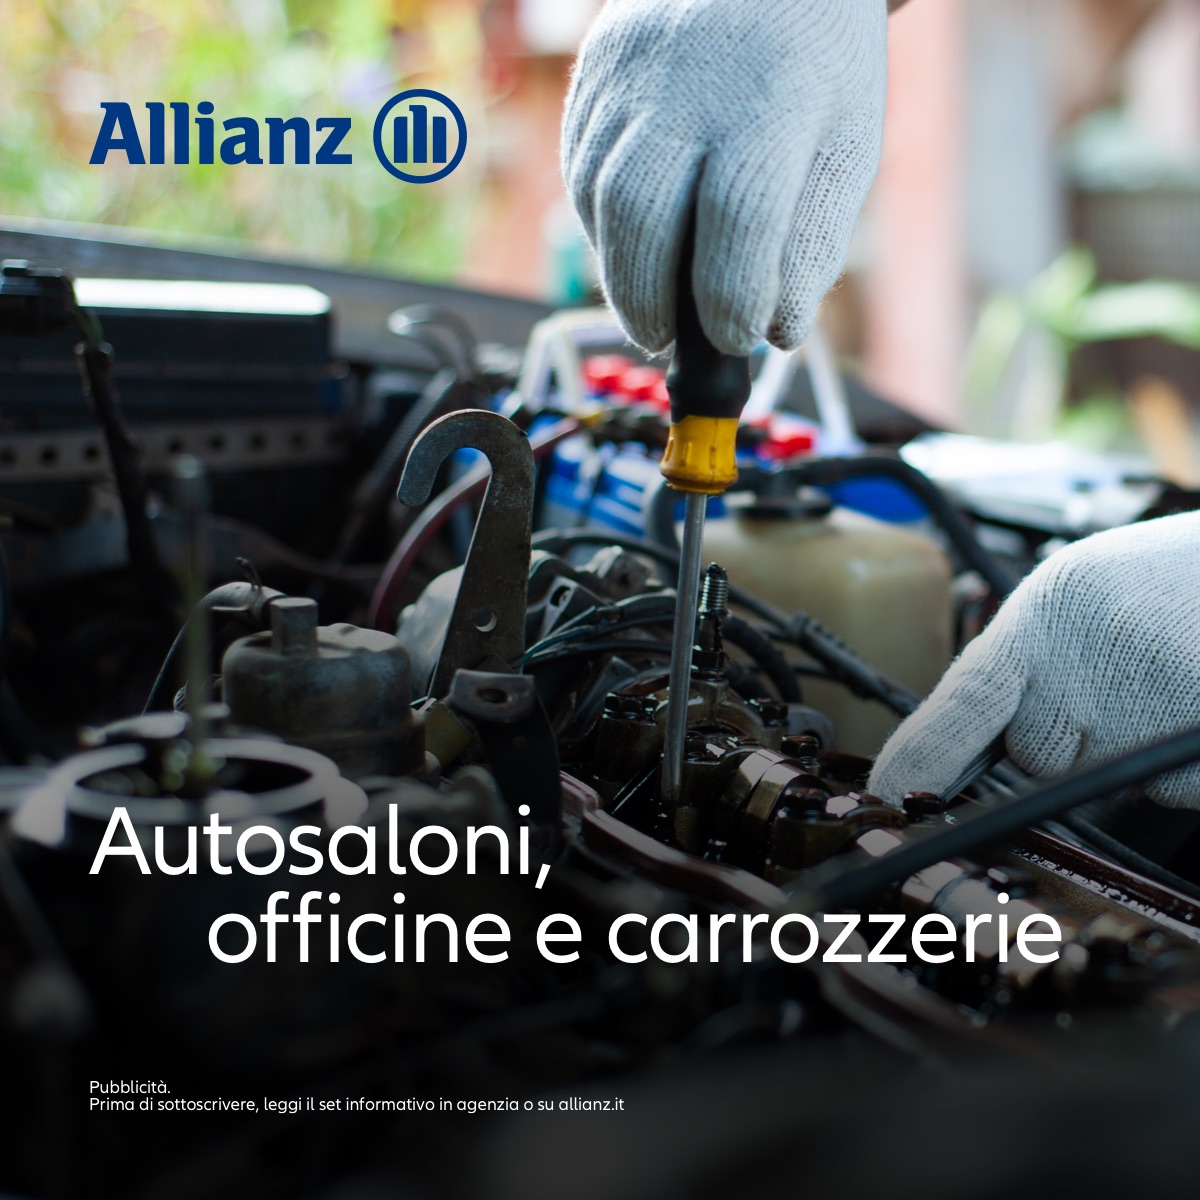 Allianz
Autosaloni,
officine e carrozzerie
Pubblicità.
Prima di sottoscrivere, leggi il set informativo in agenzia o su allianz.it